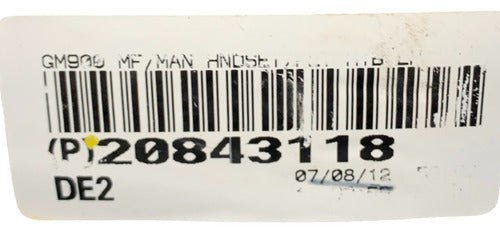 GM900 MF/MAN HNDSET
(P)20843118
DE2 07/08/12